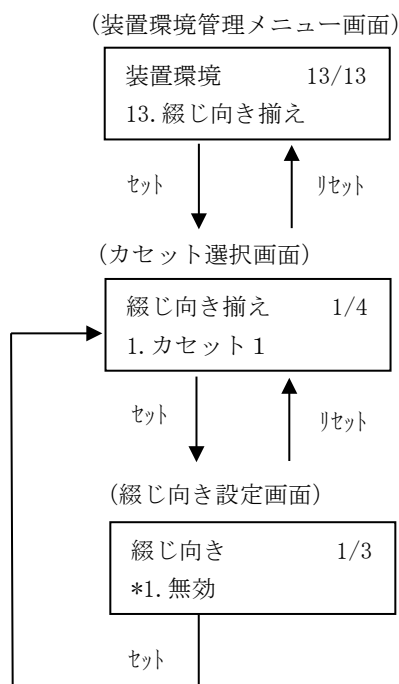 (装置環境管理メニュー画面)
装置環境 13/13
13.綴じ向き揃え
ｾｯﾄ ﾘｾｯﾄ
(カセット選択画面)
綴じ向き揃え 1/4
1.カセット1
ｾｯﾄ ﾘｾｯﾄ
(綴じ向き設定画面)
綴じ向き 1/3
*1.無効
ｾｯﾄ